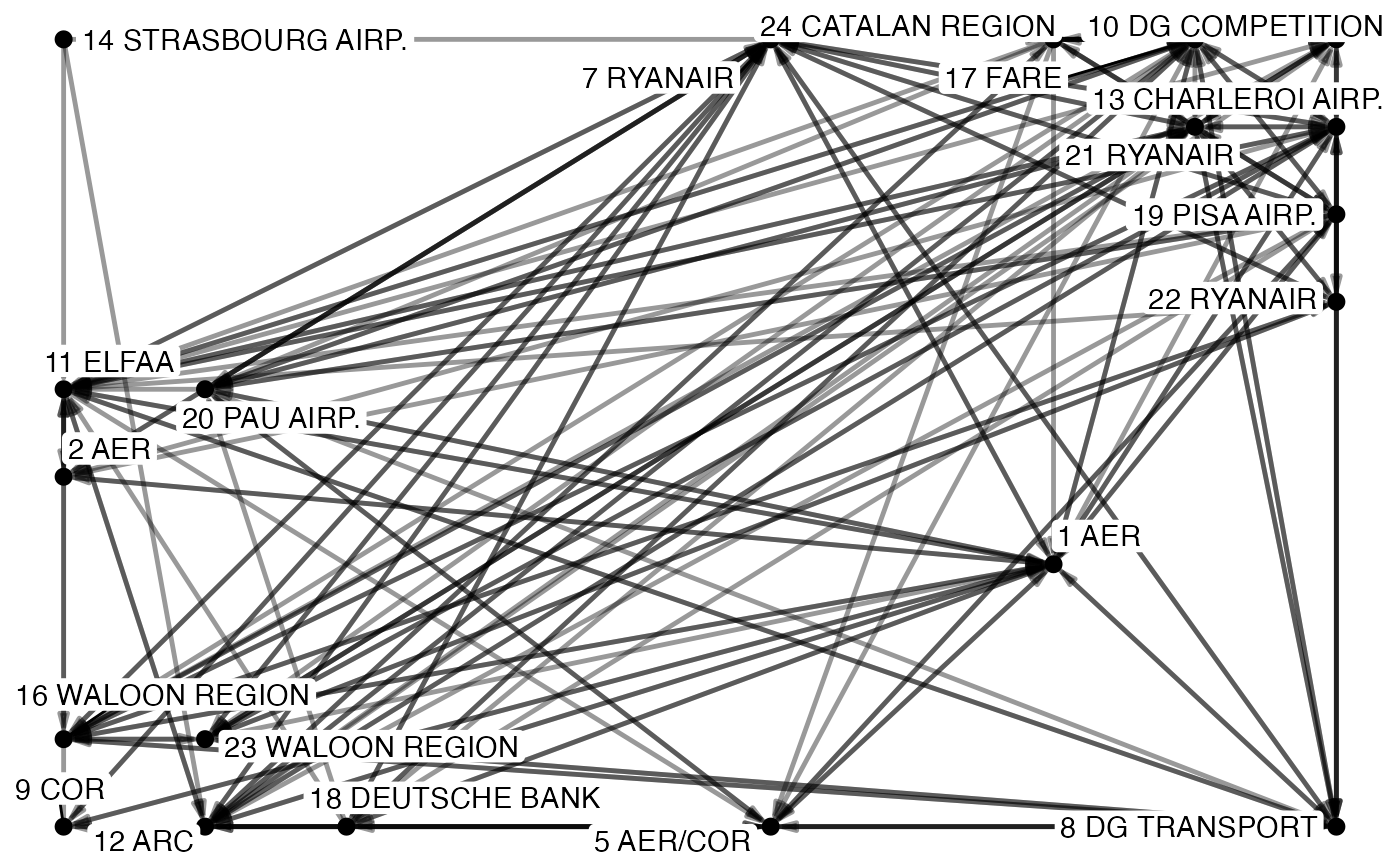 24 CATALAN REGION
10 DG COMPETITION
14 STRASBOURG AIRP.
7 RYANAIR
17 FARE
13 CHARLEROI AIRP.
21 RYANAIR
19 PISA AIRP.
22 RYANAIR
11 ELFAA
20 PAU AIRP.
2 AER
1 AER
16 WALOON REGION
23 WALOON REGION
9 COR
18 DEUTSCHE BANK
12 ARC
5 AER/COR
8 DG TRANSPORT